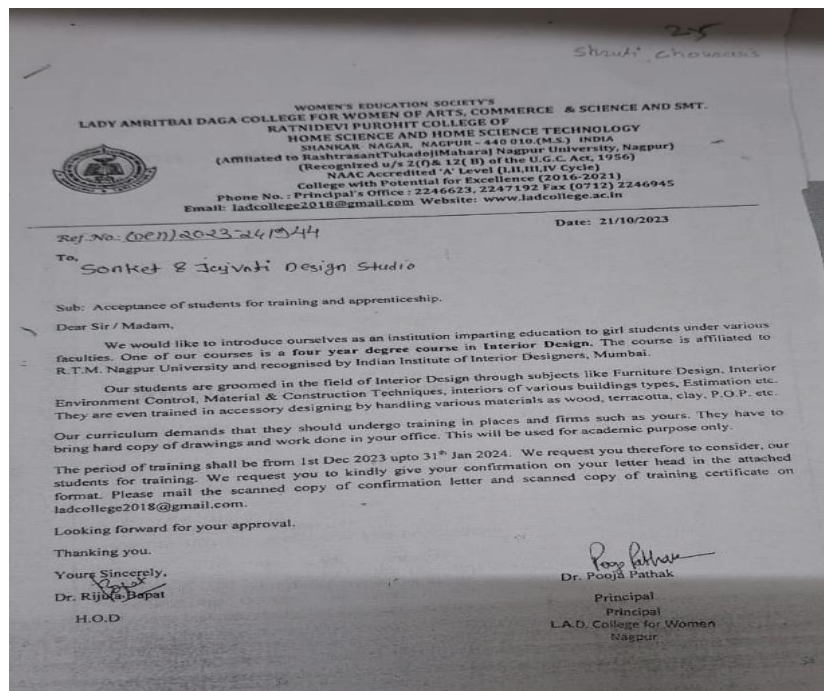 25
Shruti
WOMEN'S EDUCATION SOCIETY'S
LADY AMRITBAI DAGA COLLEGE FOR WOMEN OF ARTS, COMMERCE & SCIENCE AND SMT.
RATNIDEVI PUROHIT COLLEGE OF
HOME SCIENCE AND HOME SCIENCE TECHNOLOGY
SHANKAR NAGAR, NAGPUR - 440 010.(M.S.) INDIA
(Affiliated to RashtrasantTukadojiMaharaj Nagpur University, Nagpur)
(Recognized u/s 2(f)& 12( B) of the U.G.C. Act, 1956)
NAAC Accredited 'A' Level (I,II,III,IV Cycle)
College with Potential for Excellence (2016-2021)
Phone No. : Principal's Office : 2246623, 2247192 Fax (0712) 2246945
Email: ladcollege2018@gmail.com Website: www.ladcollege.ac.in
Date: 21/10/2023
Ref.No.:
To,
Design Studio
Sub: Acceptance of students for training and apprenticeship.
Dear Sir / Madam,
We would like to introduce ourselves as an institution imparting education to girl students under various
faculties. One of our courses is a four year degree course in Interior Design. The course is affiliated to
R.T.M. Nagpur University and recognised by Indian Institute of Interior Designers, Mumbai.
Our students are groomed in the field of Interior Design through subjects like Furniture Design, Interior
Environment Control, Material & Construction Techniques, interiors of various buildings types, Estimation etc.
They are even trained in accessory designing by handling various materials as wood, terracotta, clay, P.O.P. etc.
Our curriculum demands that they should undergo training in places and firms such as yours. They have to
bring hard copy of drawings and work done in your office. This will be used for academic purpose only.
The period of training shall be from 1st Dec 2023 upto 31th Jan 2024. We request you therefore to consider, our
students for training. We request you to kindly give your confirmation on your letter head in the attached
format. Please mail the scanned copy of confirmation letter and scanned copy of training certificate on
ladcollege2018@gmail.com.
Looking forward for your approval.
Thanking you.
Yours Sincerely,
Dr. Rijuta Bapat
H.O.D
Pooja Pathak
Dr. Pooja Pathak
Principal
Principal
L.A.D. College for Women
Nagpur